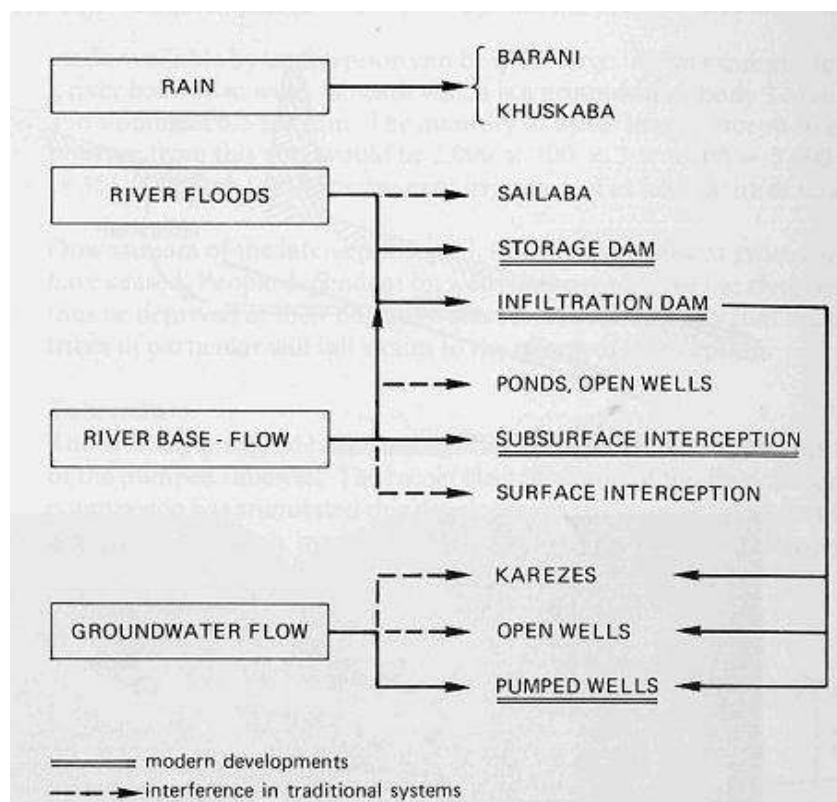 RAIN
BARANI
KHUSKABA
RIVER FLOODS
SAILABA
STORAGE DAM
INFILTRATION DAM
PONDS, OPEN WELLS
RIVER BASE - FLOW
SUBSURFACE INTERCEPTION
SURFACE INTERCEPTION
KAREZES
GROUNDWATER FLOW
OPEN WELLS
PUMPED WELLS
modern developments
interference in traditional systems